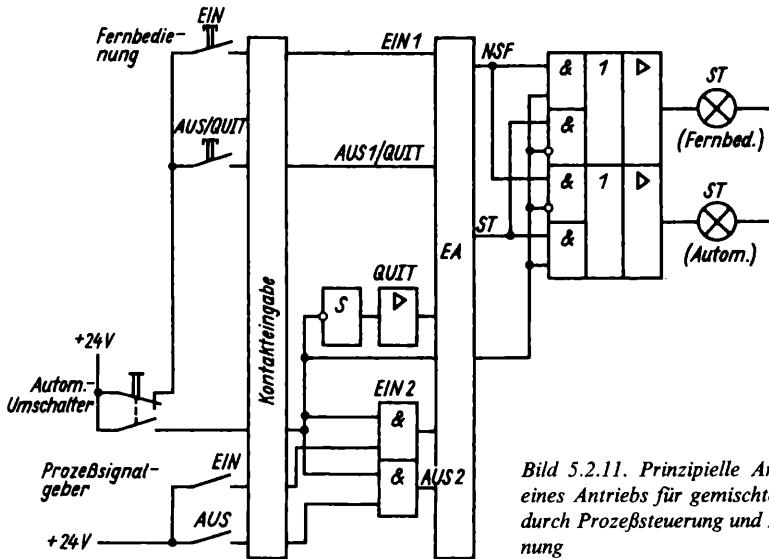 EIN
Fernbedie-
nung
EIN 1
NSF
& 1
ST
AUS/QUIT
&
(Fernbed.)
AUS 1/QUIT
& 1
ST
ST
&
(Autom.)
EA
QUIT
S
Kontakteingabe
+24V
Autom.-
Umschalter
EIN 2
&
Prozeßsignal-
geber
EIN
&
AUS 2
AUS
+24V
Bild 5.2.11. Prinzipielle
eines Antriebs für gemischte
durch Prozeßsteuerung und
nung